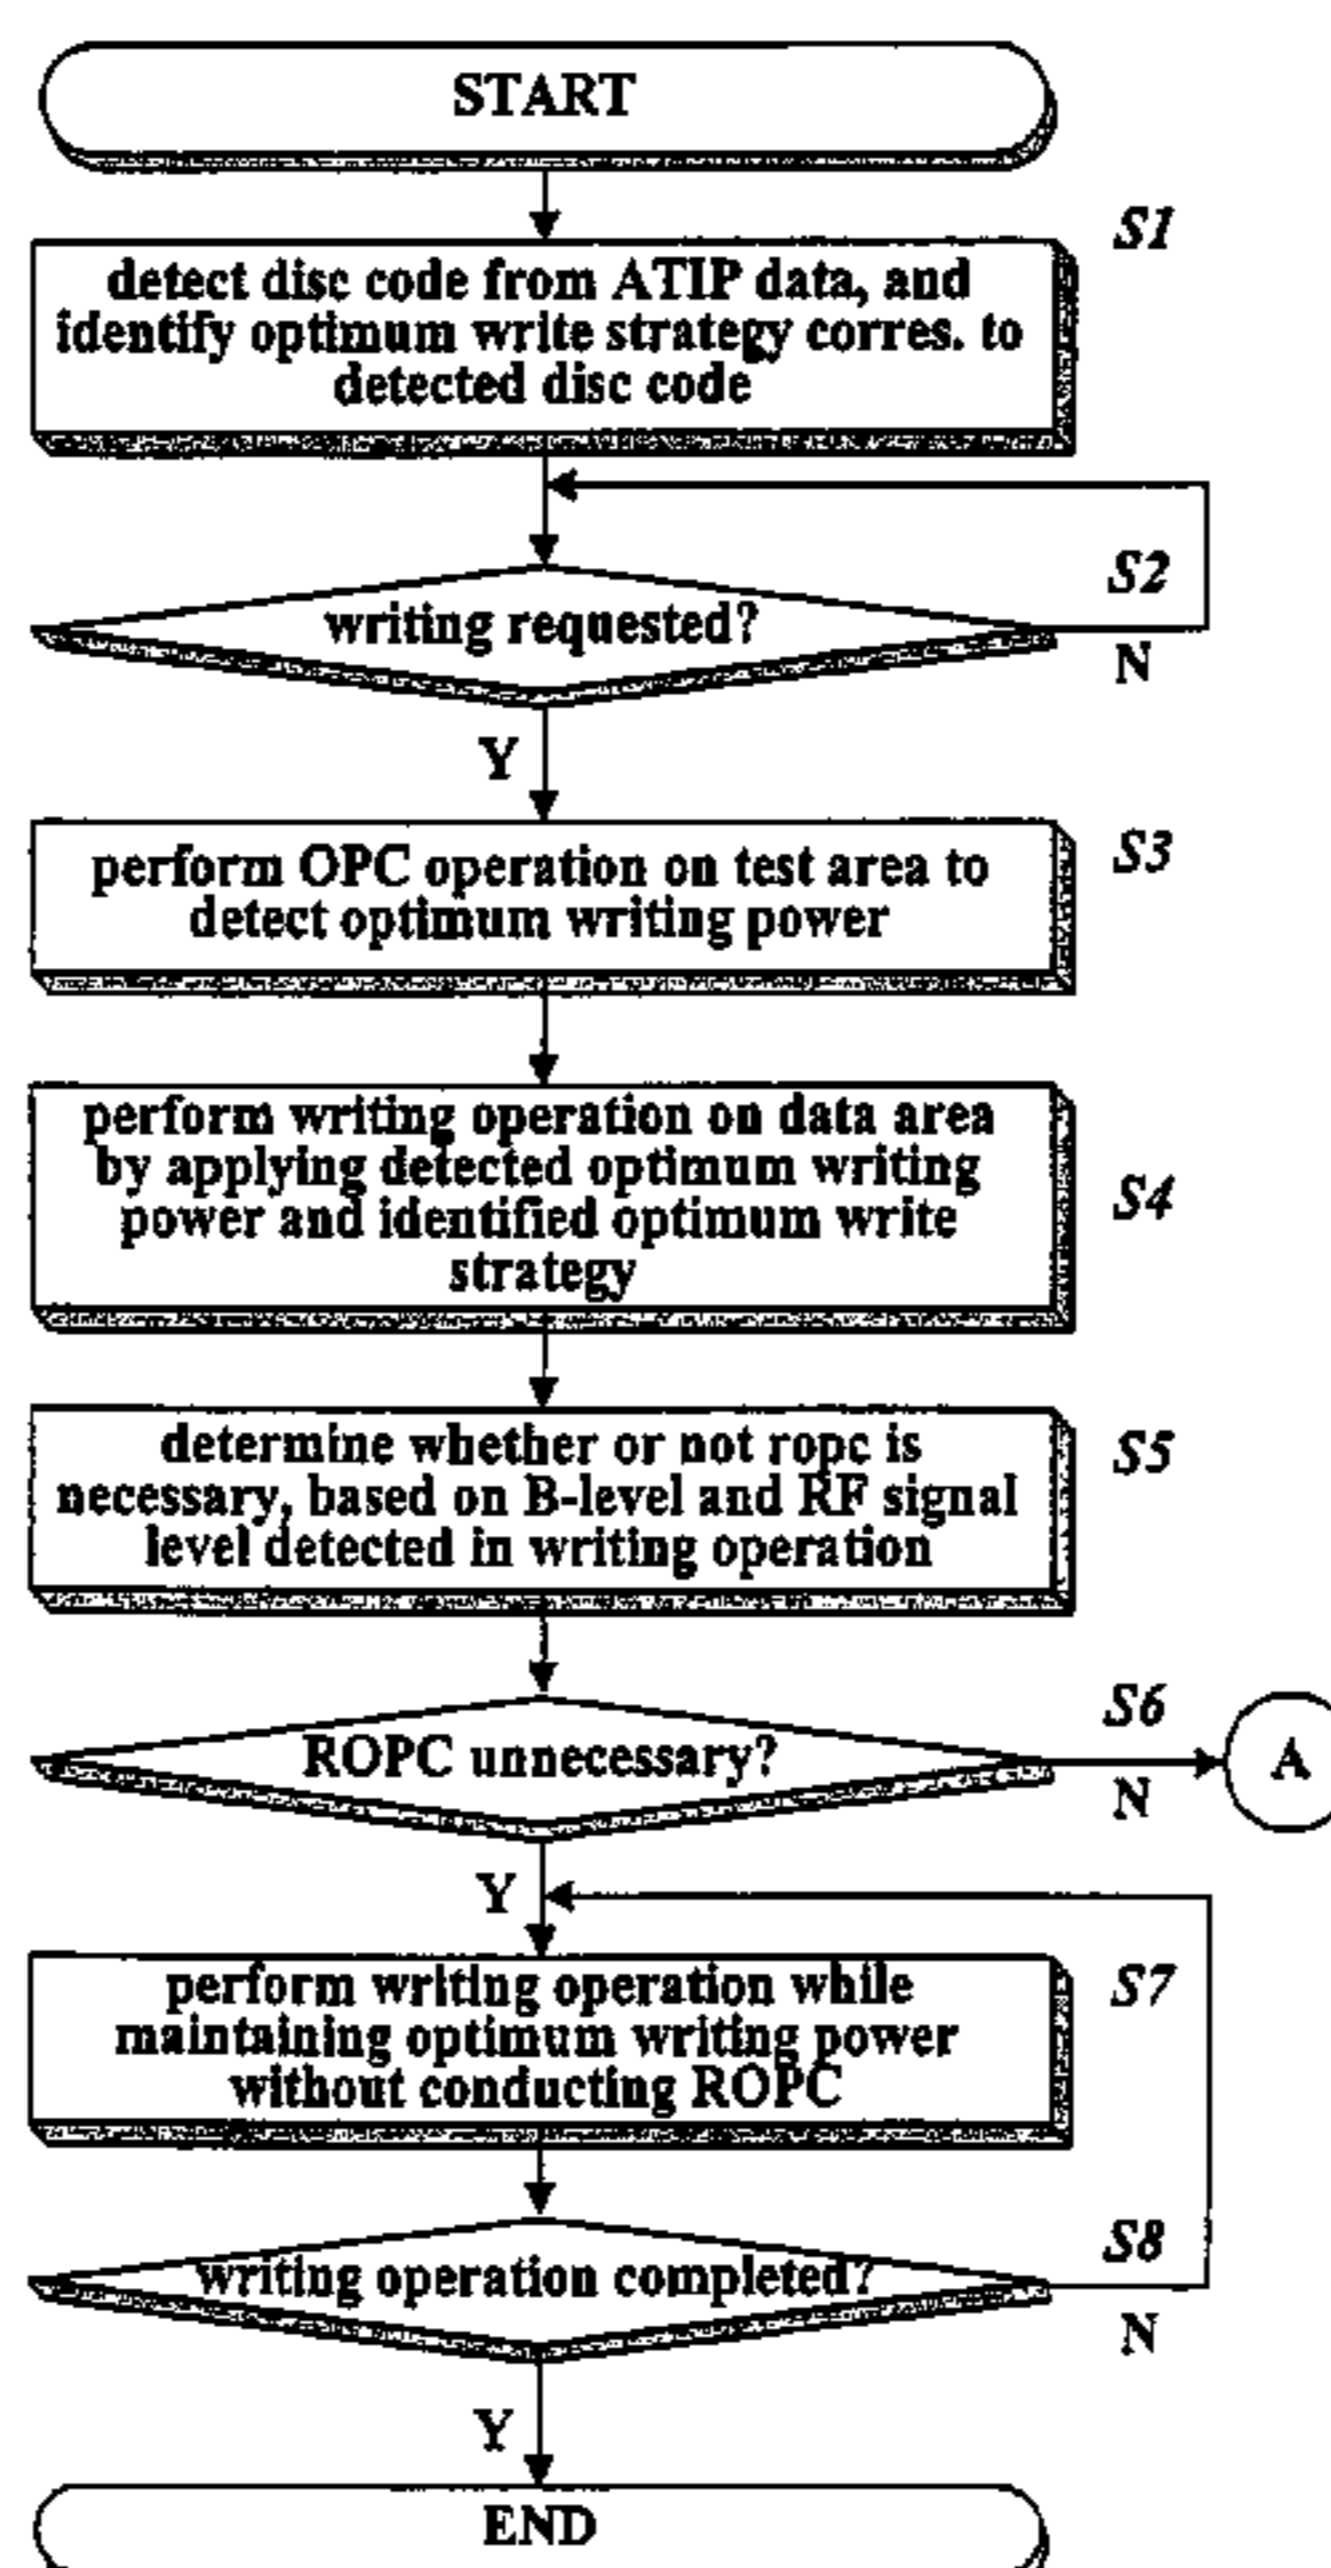 START
S1
detect disc code from ATIP data, and
identify optimum write strategy corres. to
detected disc code
S2
writing requested?
N
Y
S3
perform OPC operation on test area to
detect optimum writing power
perform writing operation on data area
by applying detected optimum writing
power and identified optimum write
strategy
S4
determine whether or not ropc is
necessary, based on B-level and RF signal
level detected in writing operation
S5
S6
ROPC unnecessary?
A
N
Y
perform writing operation while
maintaining optimum writing power
without conducting ROPC
S7
S8
writing operation completed?
N
Y
END